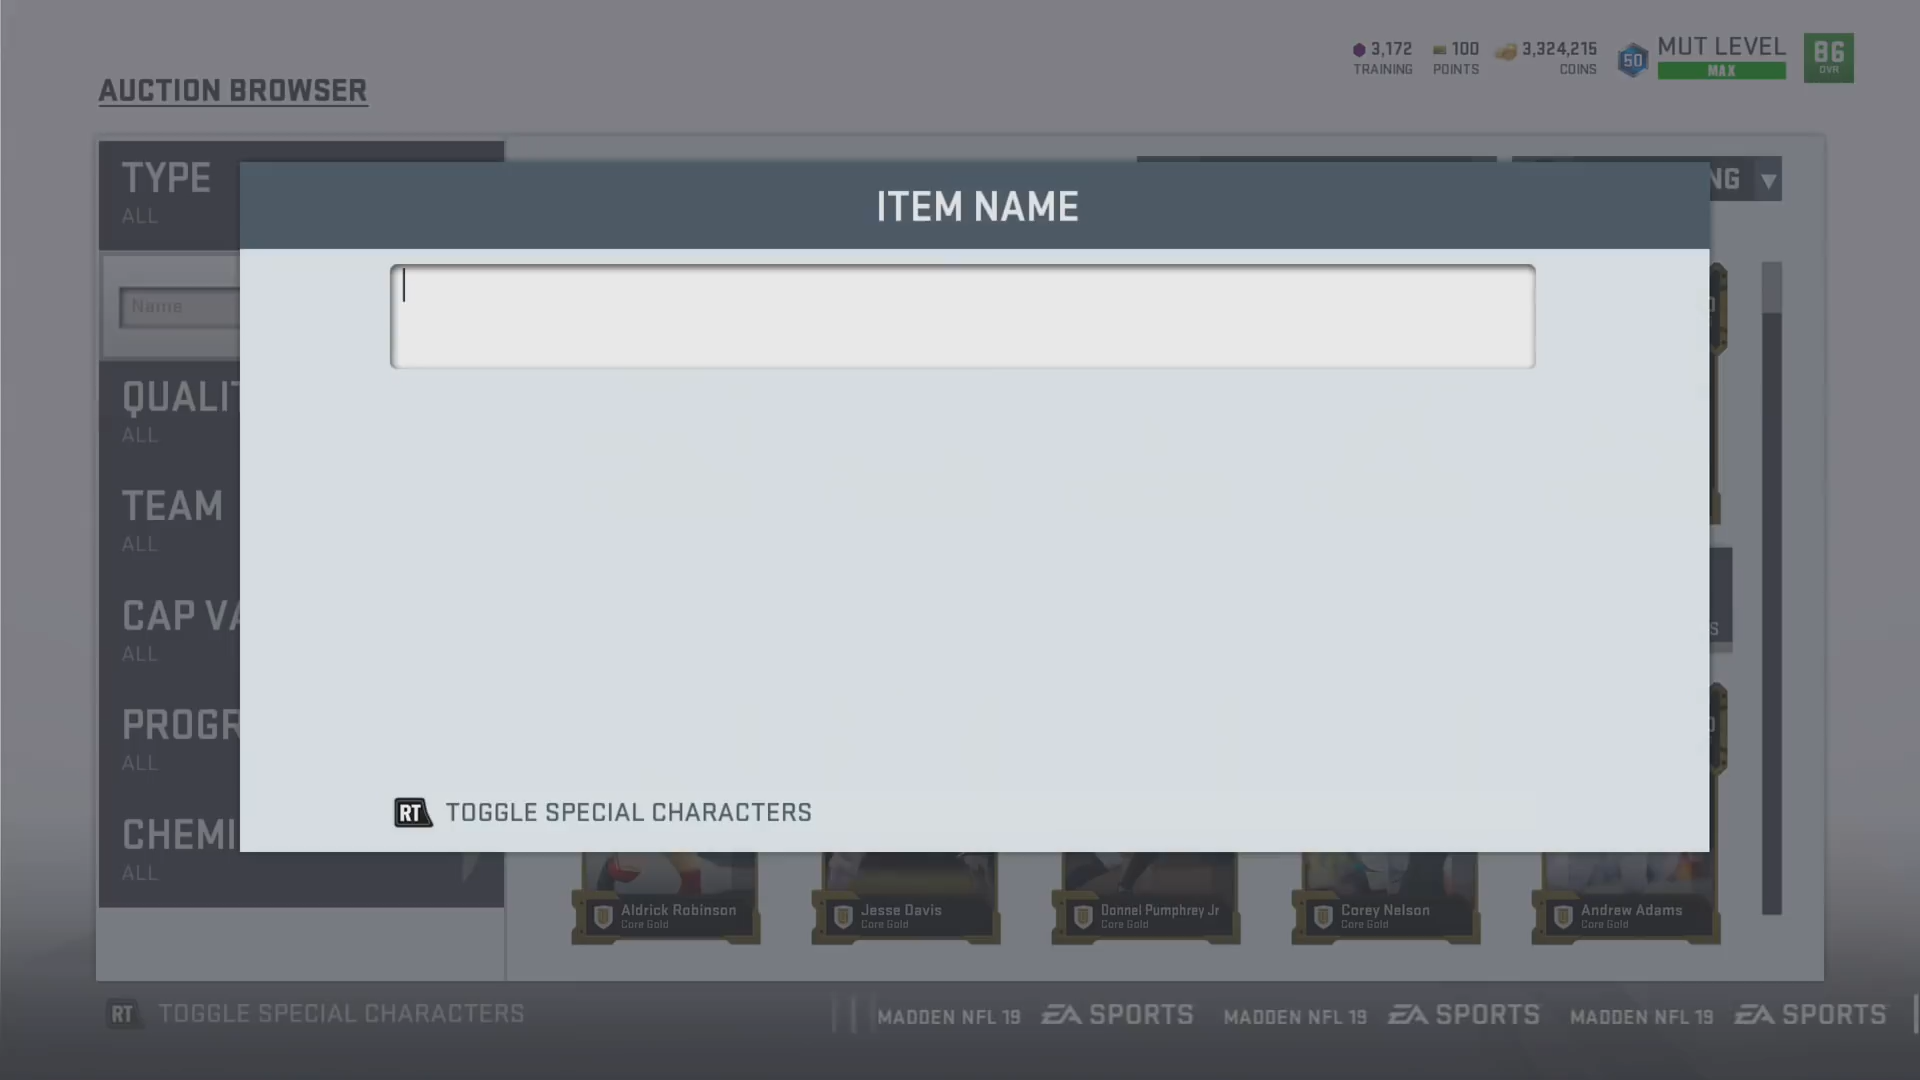 3,172
TRAINING
100
POINTS
3,324,215
COINS
50
MUT LEVEL
MAX
86
OVR
AUCTION BROWSER
TYPE
ALL
NG
ITEM NAME
Name
QUALIT
ALL
TEAM
ALL
CAP VA
ALL
S
PROGR
ALL
CHEMI
ALL
RT TOGGLE SPECIAL CHARACTERS
Aldrick Robinson
Core Gold
Jesse Davis
Core Gold
Donnel Pumphrey Jr
Core Gold
Corey Nelson
Core Gold
Andrew Adams
Core Gold
RT TOGGLE SPECIAL CHARACTERS
MADDEN NFL 19 EA SPORTS MADDEN NFL 19 EA SPORTS MADDEN NFL 19 EA SPORTS